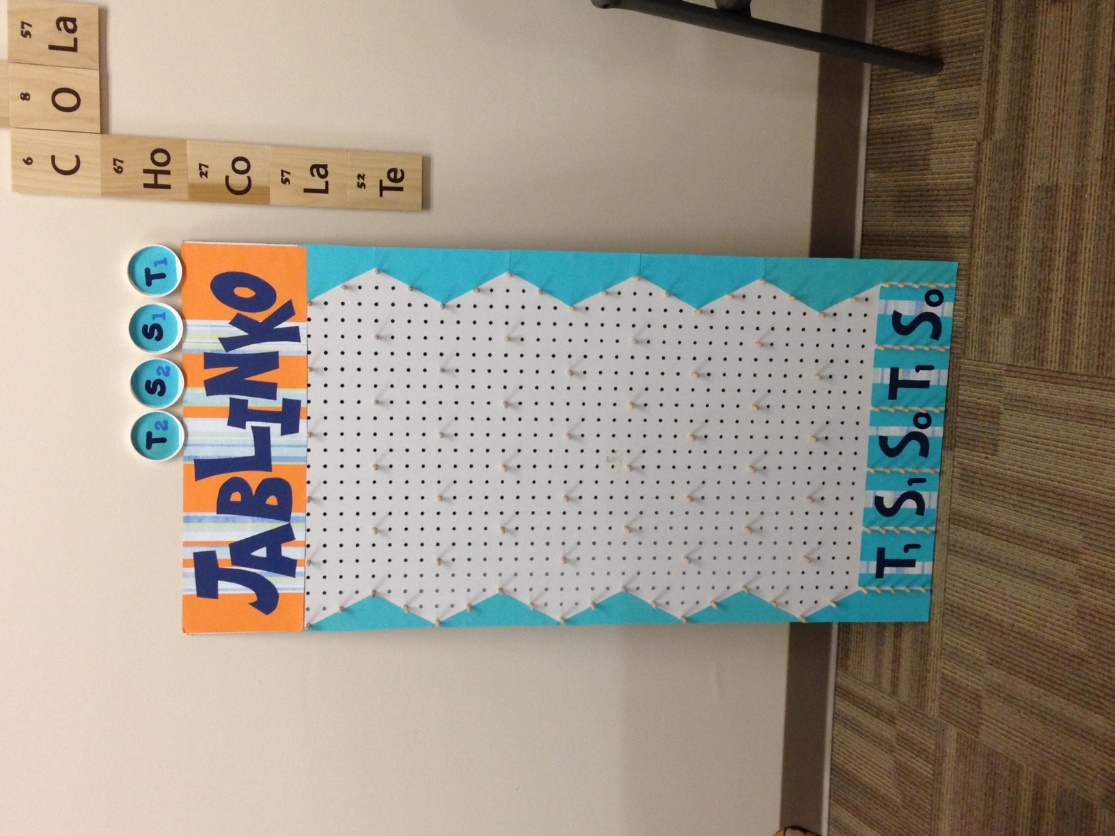 6 8 57
C O La
67
Ho
27
Co
57
La
52
Te
T2 S2 S1 T1
JABLINKO
T1 S1 S0 T1 S0